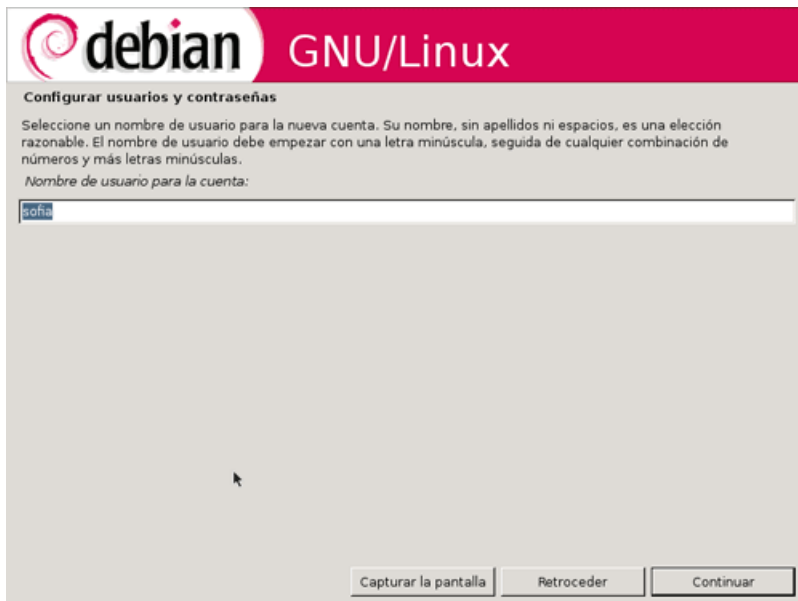 debian GNU/Linux
Configurar usuarios y contraseñas
Seleccione un nombre de usuario para la nueva cuenta. Su nombre, sin apellidos ni espacios, es una elección
razonable. El nombre de usuario debe empezar con una letra minúscula, seguida de cualquier combinación de
números y más letras minúsculas.
Nombre de usuario para la cuenta:
sofia
Capturar la pantalla Retroceder Continuar